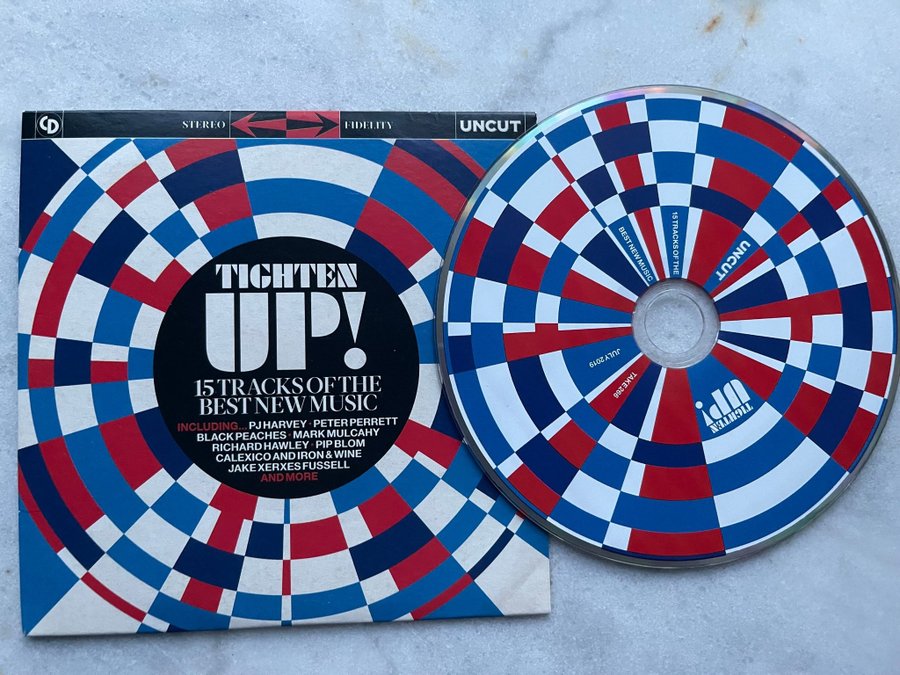 CD
STEREO FIDELITY UNCUT
TIGHTEN
UP!
15 TRACKS OF THE
BEST NEW MUSIC
INCLUDING... PJ HARVEY · PETER PERRETT
BLACK PEACHES · MARK MULCAHY
RICHARD HAWLEY · PIP BLOM
CALEXICO AND IRON & WINE
JAKE XERXES FUSSELL
AND MORE
UNCUT
15 TRACKS OF THE
BEST NEW MUSIC
JULY 2019
TAKE 266
TIGHTEN
UP!